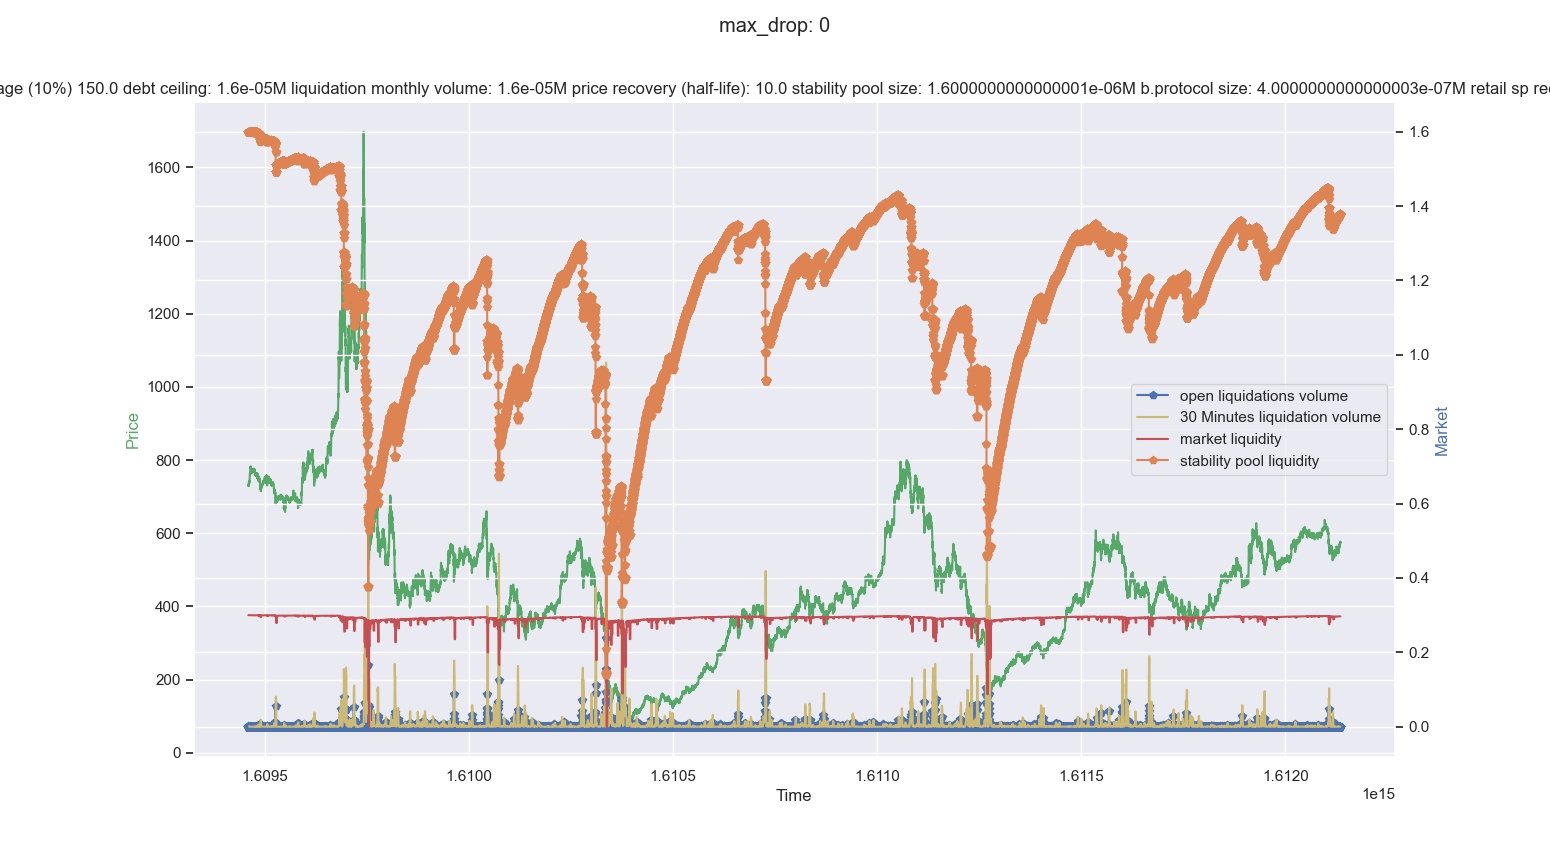 max_drop: 0
age (10%) 150.0 debt ceiling: 1.6e-05M liquidation monthly volume: 1.6e-05M price recovery (half-life): 10.0 stability pool size: 1.6000000000000001e-06M b.protocol size: 4.0000000000000003e-07M retail sp re
1600
1400
1200
1000
800
600
400
200
0
Price
1.6
1.4
1.2
1.0
0.8
0.6
0.4
0.2
0.0
Market
open liquidations volume
30 Minutes liquidation volume
market liquidity
stability pool liquidity
1.6095 1.6100 1.6105 1.6110 1.6115 1.6120
Time
1e15